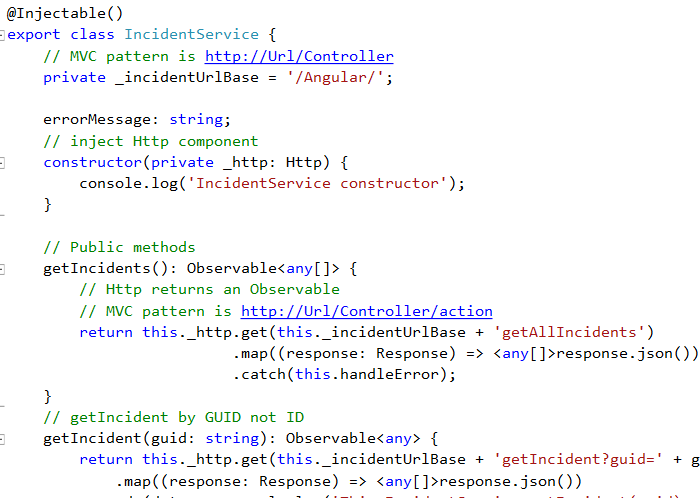 @Injectable()
export class IncidentService {
// MVC pattern is http://Url/Controller
private _incidentUrlBase = '/Angular/';
errorMessage: string;
// inject Http component
constructor(private _http: Http) {
console.log('IncidentService constructor');
}
// Public methods
getIncidents(): Observable<any[]> {
// Http returns an Observable
// MVC pattern is http://Url/Controller/action
return this._http.get(this._incidentUrlBase + 'getAllIncidents')
.map((response: Response) => <any[]>response.json())
.catch(this.handleError);
}
// getIncident by GUID not ID
getIncident(guid: string): Observable<any> {
return this._http.get(this._incidentUrlBase + 'getIncident?guid=' + g
.map((response: Response) => <any[]>response.json())